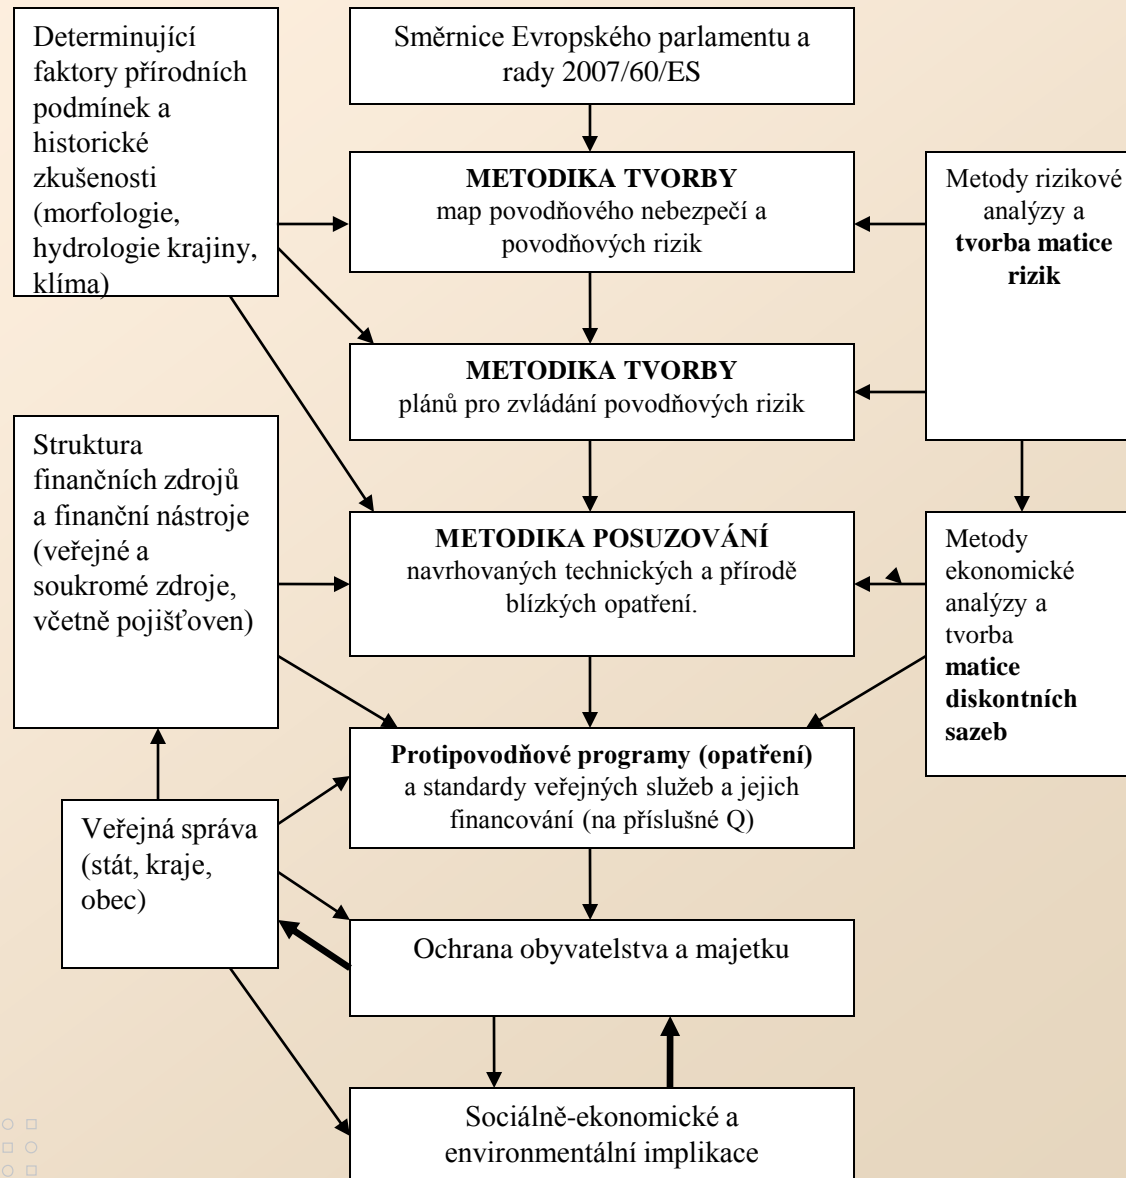 Determinující
faktory přírodních
podmínek a
historické
zkušenosti
(morfologie,
hydrologie krajiny,
klíma)
Směrnice Evropského parlamentu a
rady 2007/60/ES
METODIKA TVORBY
map povodňového nebezpečí a
povodňových rizik
Metody rizikové
analýzy a
tvorba matice
rizik
METODIKA TVORBY
plánů pro zvládání povodňových rizik
Struktura
finančních zdrojů
a finanční nástroje
(veřejné a
soukromé zdroje,
včetně pojišťoven)
METODIKA POSUZOVÁNÍ
navrhovaných technických a přírodě
blízkých opatření.
Metody
ekonomické
analýzy a
tvorba
matice
diskontních
sazeb
Protipovodňové programy (opatření)
a standardy veřejných služeb a jejich
financování (na příslušné Q)
Veřejná správa
(stát, kraje,
obec)
Ochrana obyvatelstva a majetku
Sociálně-ekonomické a
environmentální implikace